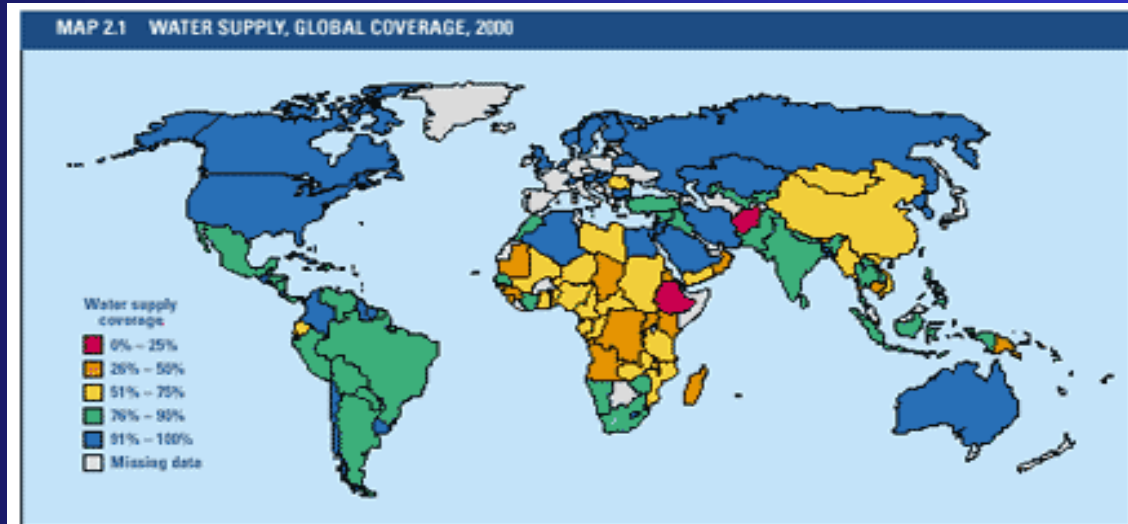 MAP 2.1 WATER SUPPLY, GLOBAL COVERAGE, 2000
Water supply
coverage
0% – 25%
26% – 50%
51% – 75%
76% – 90%
91% – 100%
Missing data